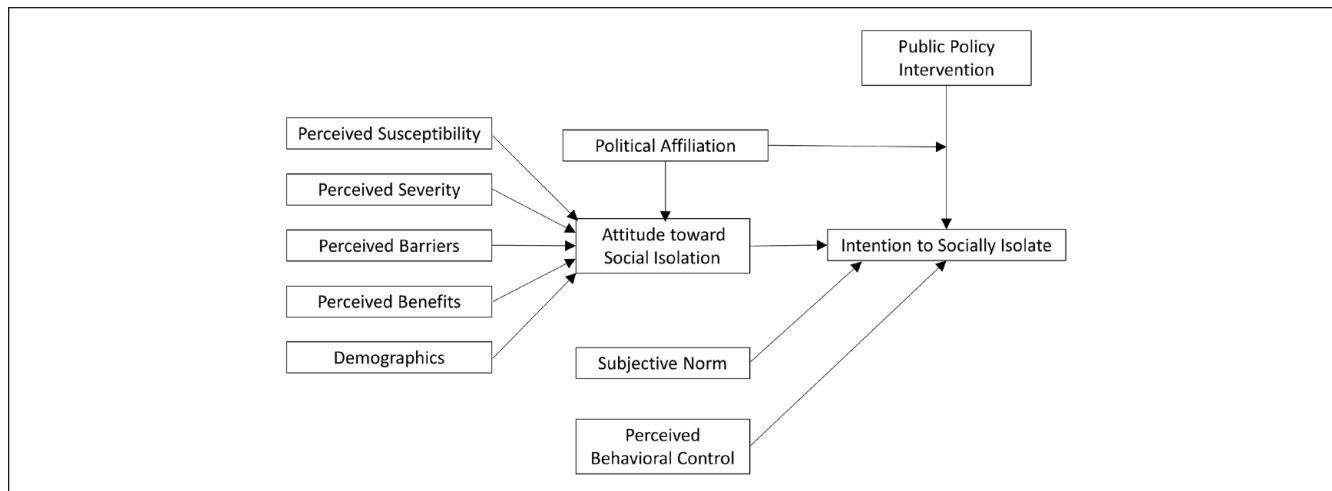 Public Policy
Intervention
Perceived Susceptibility
Political Affiliation
Perceived Severity
Attitude toward
Social Isolation
Perceived Barriers
Intention to Socially Isolate
Perceived Benefits
Demographics
Subjective Norm
Perceived
Behavioral Control